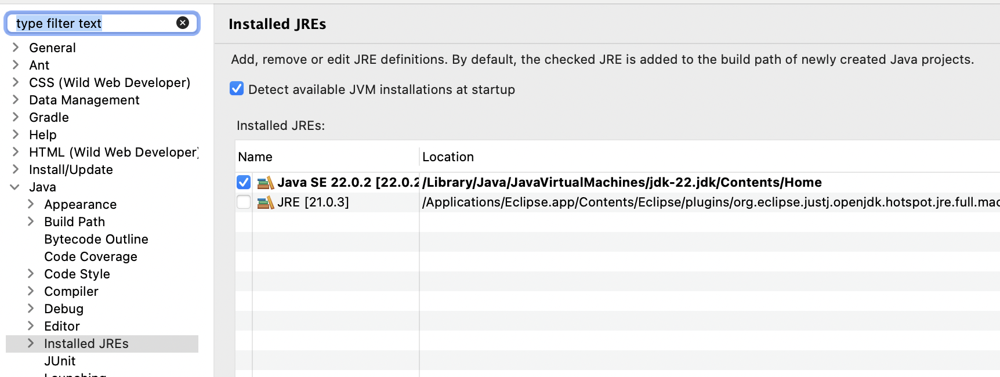 type filter text
General
Ant
CSS (Wild Web Developer)
Data Management
Gradle
Help
HTML (Wild Web Developer)
Install/Update
Java
Appearance
Build Path
Bytecode Outline
Code Coverage
Code Style
Compiler
Debug
Editor
Installed JREs
JUnit
Installed JREs
Add, remove or edit JRE definitions. By default, the checked JRE is added to the build path of newly created Java projects.
Detect available JVM installations at startup
Installed JREs:
Name Location
Java SE 22.0.2 [22.0.2 /Library/Java/JavaVirtualMachines/jdk-22.jdk/Contents/Home
JRE [21.0.3] /Applications/Eclipse.app/Contents/Eclipse/plugins/org.eclipse.justj.openjdk.hotspot.jre.full.mac